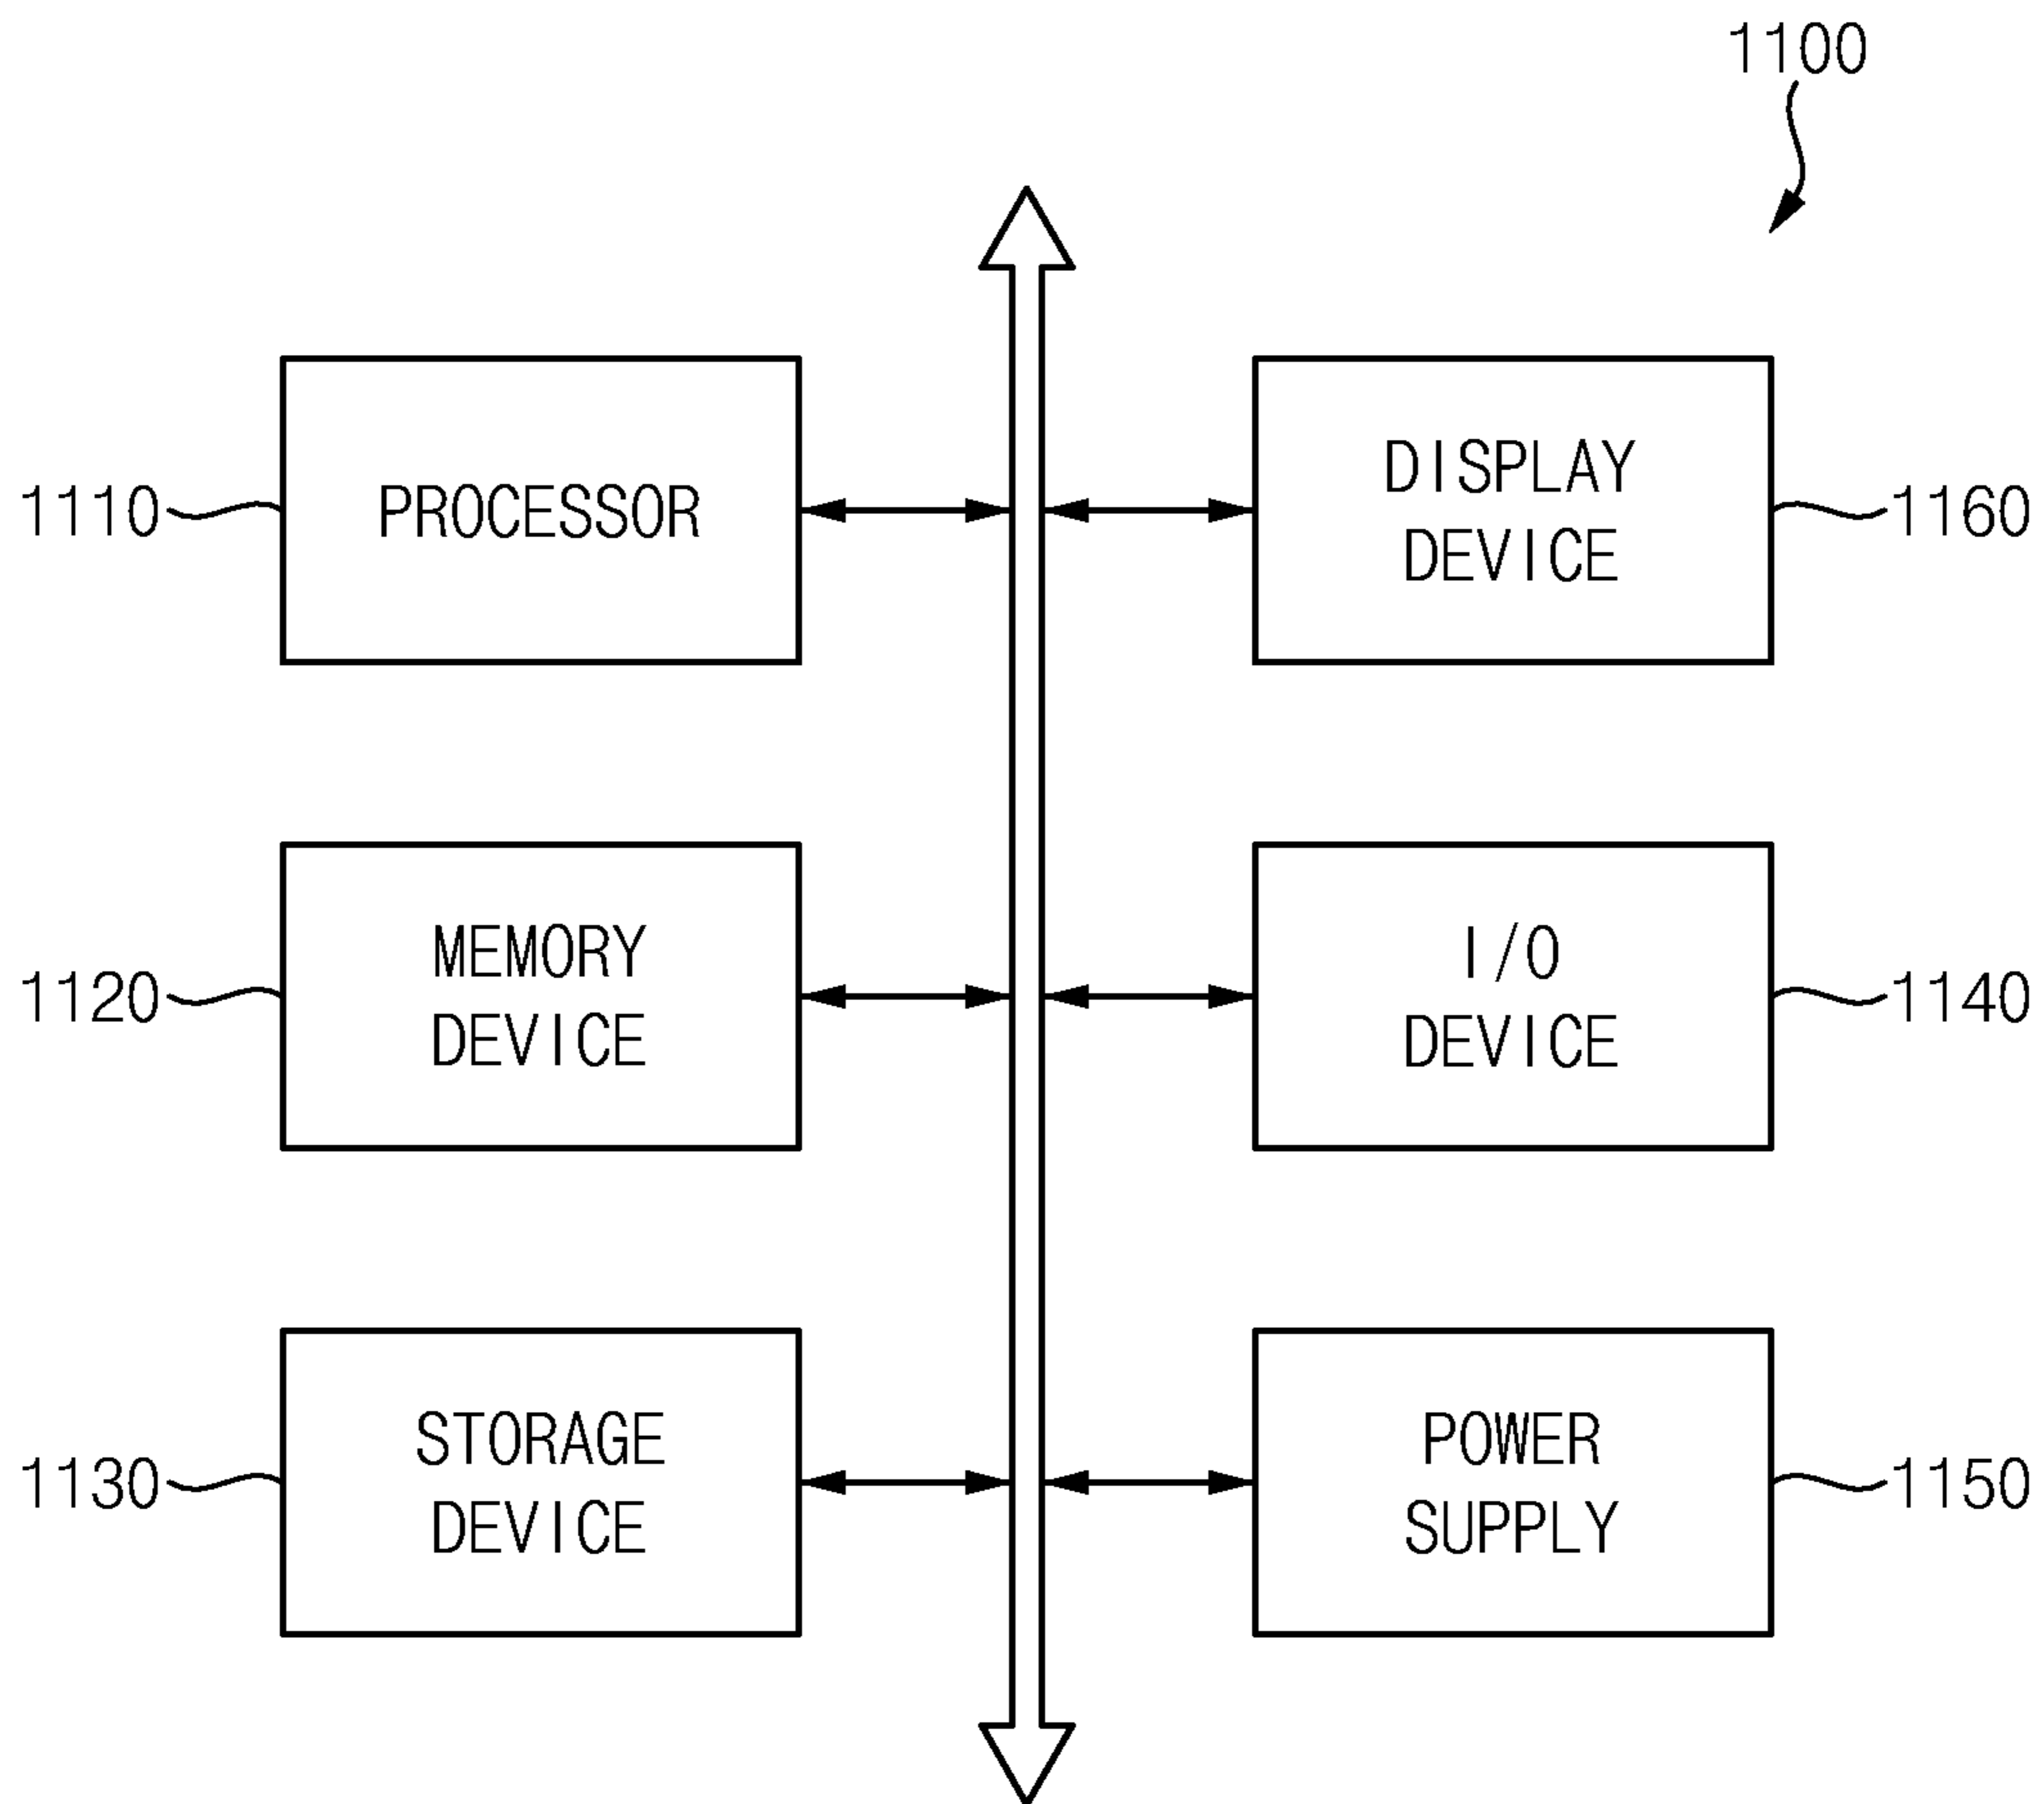 1100
1110
PROCESSOR
DISPLAY
DEVICE
1160
1120
MEMORY
DEVICE
I/O
DEVICE
1140
1130
STORAGE
DEVICE
POWER
SUPPLY
1150